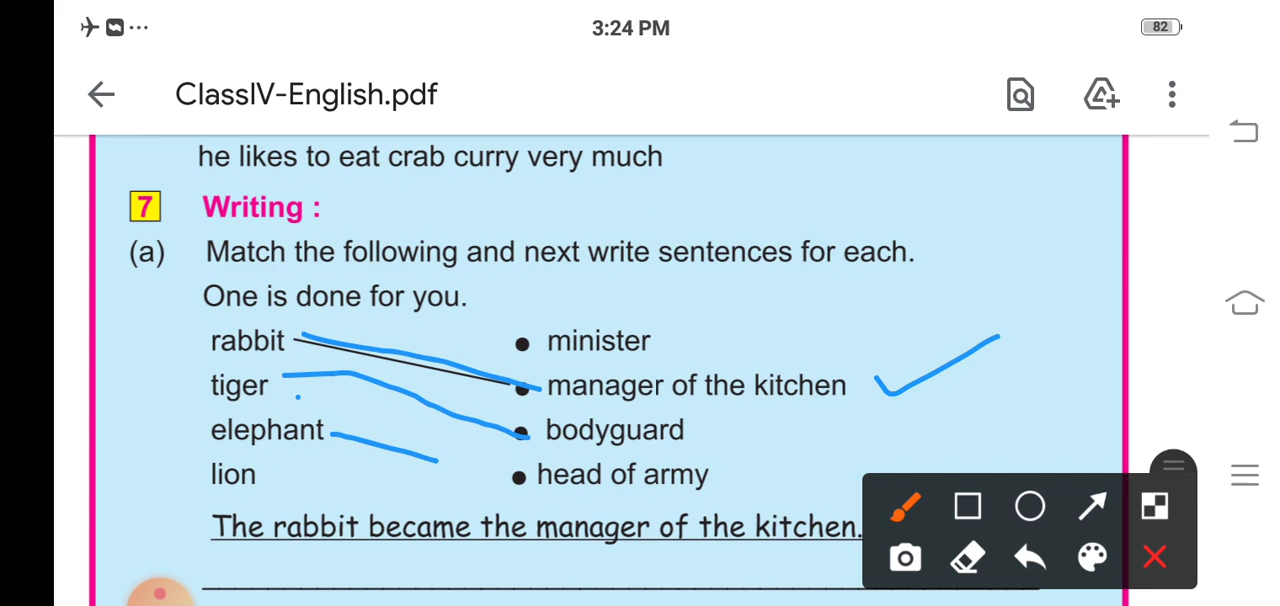 3:24 PM
82
ClassIV-English.pdf
he likes to eat crab curry very much
7 Writing :
(a) Match the following and next write sentences for each.
One is done for you.
rabbit • minister
tiger • manager of the kitchen
elephant • bodyguard
lion • head of army
The rabbit became the manager of the kitchen.